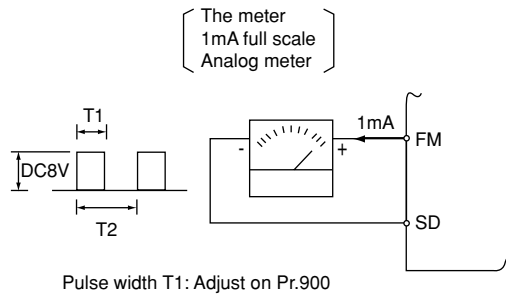 The meter
1mA full scale
Analog meter
T1
1mA
FM
DC8V
- +
T2
SD
Pulse width T1: Adjust on Pr.900